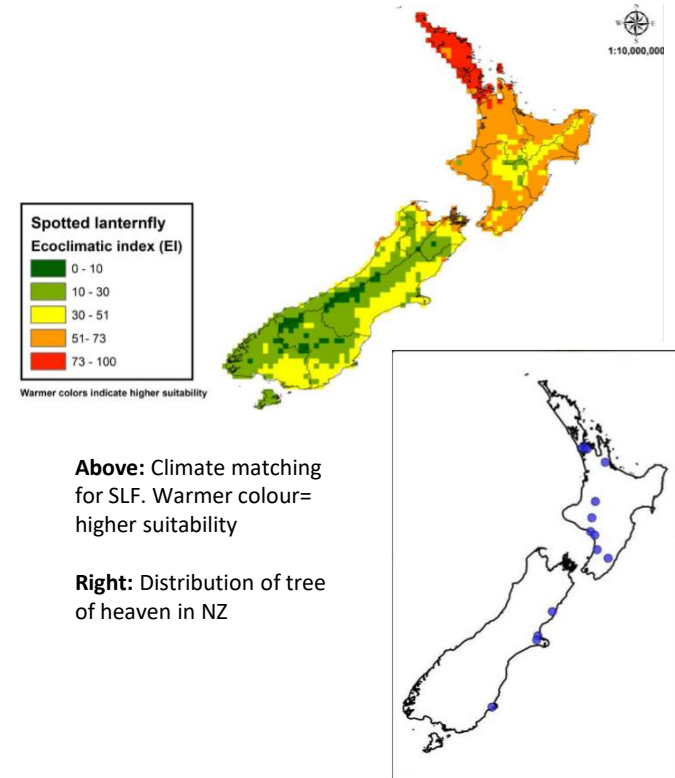 N
W E
S
1:10,000,000
Spotted lanternfly
Ecoclimatic index (EI)
0 - 10
10 - 30
30 - 51
51- 73
73 - 100
Warmer colors indicate higher suitability
Above: Climate matching
for SLF. Warmer colour=
higher suitability
Right: Distribution of tree
of heaven in NZ